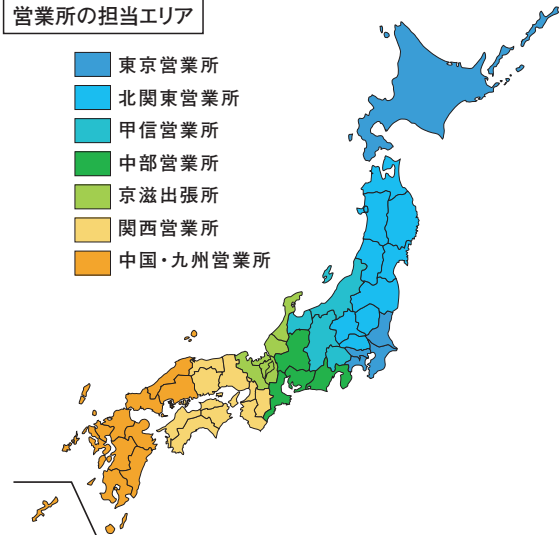 営業所の担当エリア
東京営業所
北関東営業所
甲信営業所
中部営業所
京滋出張所
関西営業所
中国・九州営業所